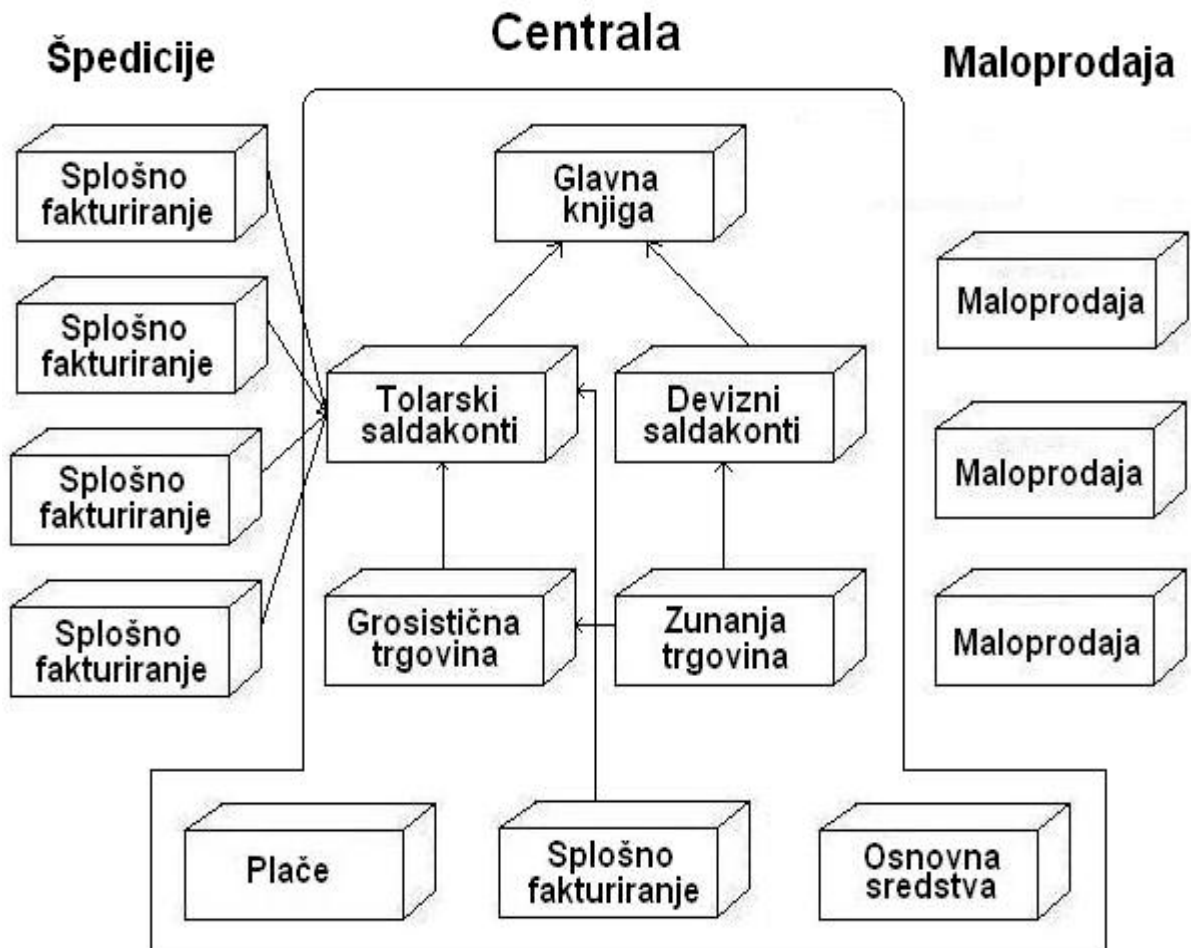 Špedicije
Centrala
Maloprodaja
Splošno
fakturiranje
Splošno
fakturiranje
Splošno
fakturiranje
Splošno
fakturiranje
Glavna
knjiga
Tolarski
saldakonti
Devizni
saldakonti
Grosistična
trgovina
Zunanja
trgovina
Plače
Splošno
fakturiranje
Osnovna
sredstva
Maloprodaja
Maloprodaja
Maloprodaja